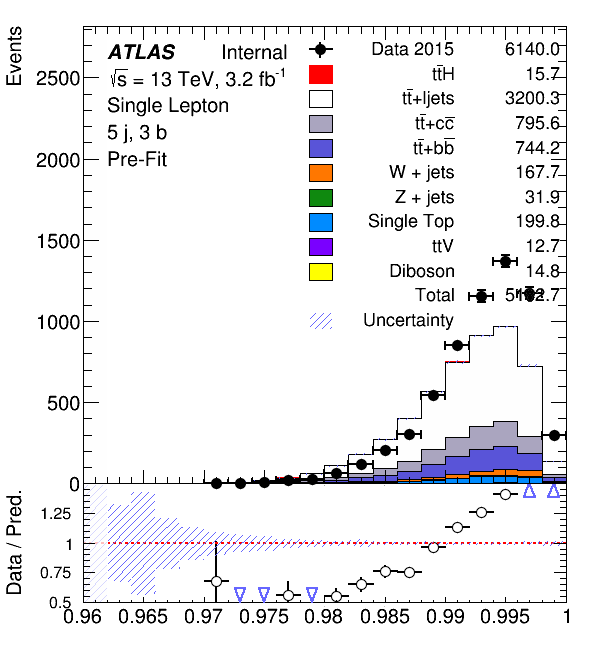 Events
ATLAS Internal
√s = 13 TeV, 3.2 fb⁻¹
Single Lepton
5 j, 3 b
Pre-Fit
Data 2015 6140.0
tt̄H 15.7
tt̄+ljets 3200.3
tt̄+cc̄ 795.6
tt̄+bb̄ 744.2
W + jets 167.7
Z + jets 31.9
Single Top 199.8
ttV 12.7
Diboson 14.8
Total
Uncertainty
2500
2000
1500
1000
500
0
Data / Pred.
1.25
1
0.75
0.5
0.96 0.965 0.97 0.975 0.98 0.985 0.99 0.995 1